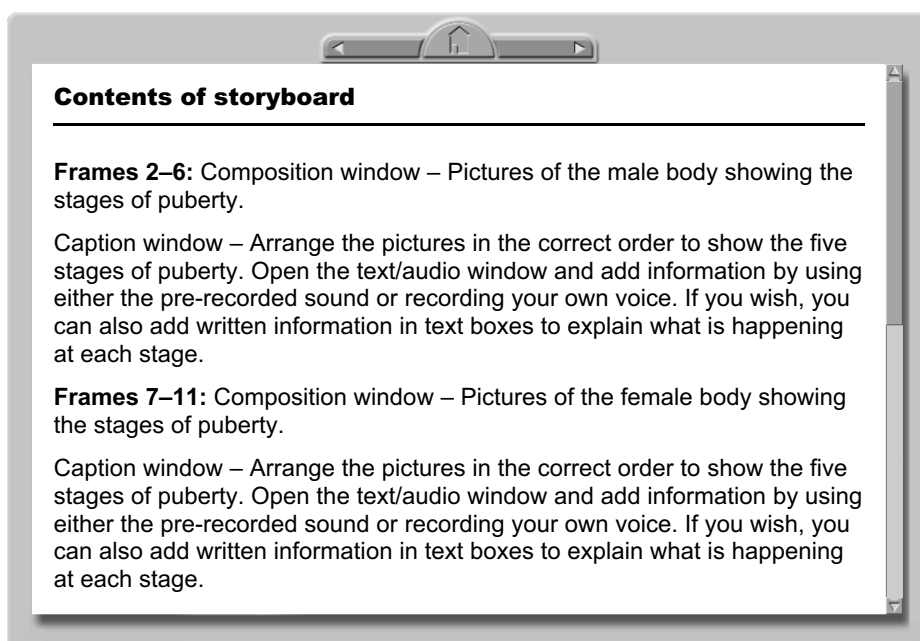 Contents of storyboard
Frames 2–6: Composition window – Pictures of the male body showing the
stages of puberty.
Caption window – Arrange the pictures in the correct order to show the five
stages of puberty. Open the text/audio window and add information by using
either the pre-recorded sound or recording your own voice. If you wish, you
can also add written information in text boxes to explain what is happening
at each stage.
Frames 7–11: Composition window – Pictures of the female body showing
the stages of puberty.
Caption window – Arrange the pictures in the correct order to show the five
stages of puberty. Open the text/audio window and add information by using
either the pre-recorded sound or recording your own voice. If you wish, you
can also add written information in text boxes to explain what is happening
at each stage.